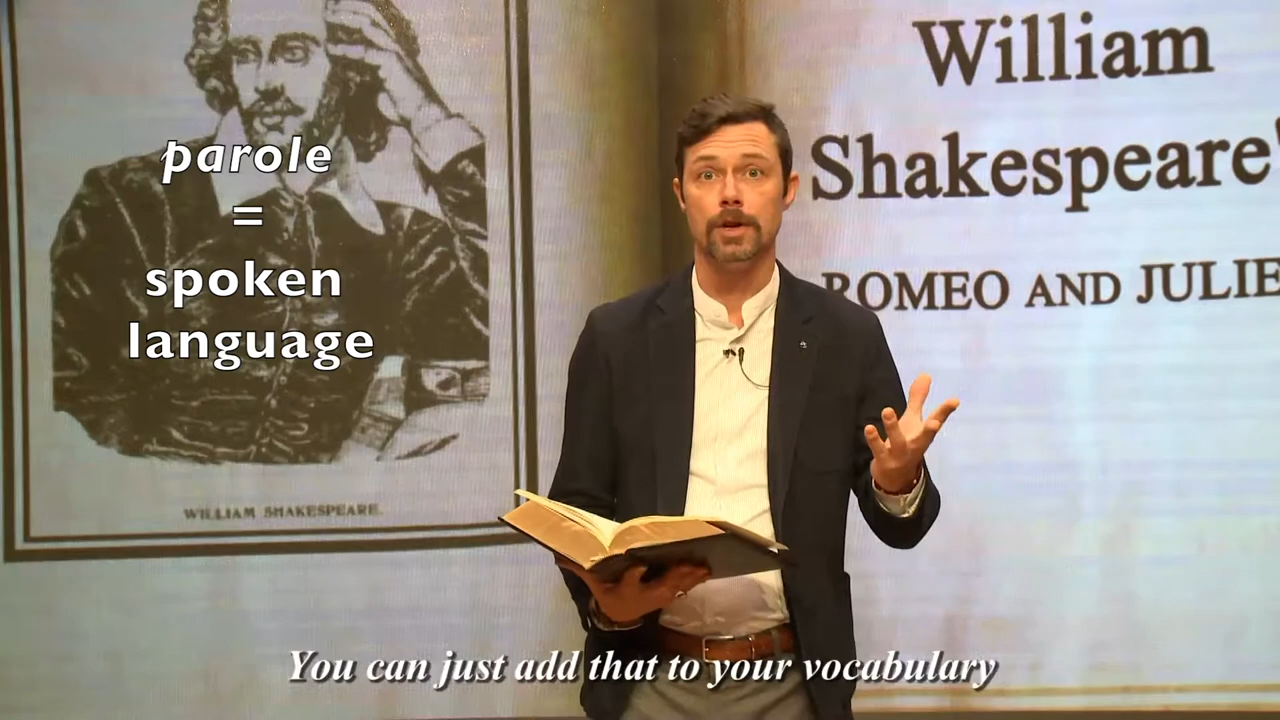 parole
=
spoken
language
WILLIAM SHAKESPEARE.
William
Shakespeare'
ROMEO AND JULIE
You can just add that to your vocabulary